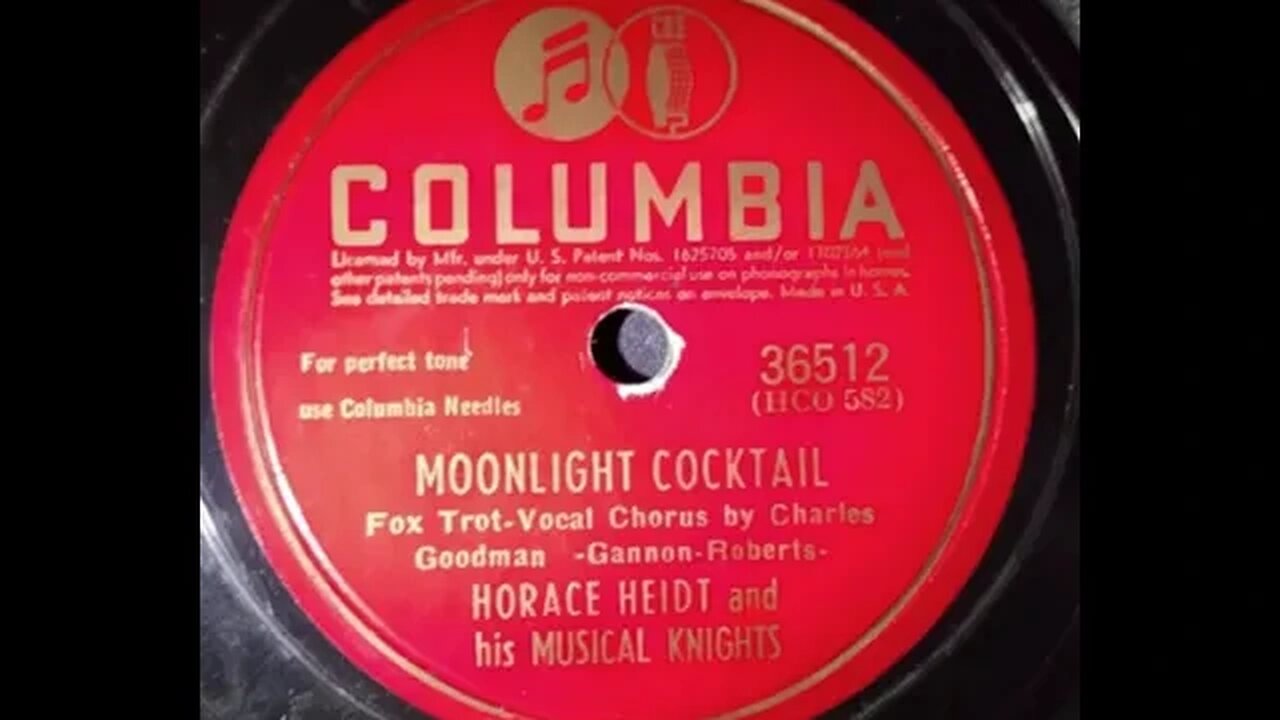 CBS
COLUMBIA
Licensed by Mfr. under U. S. Patent Nos. 1625705 and/or 1702564 (and
other patents pending) only for non-commercial use on phonographs in homes.
See detailed trade mark and patent notices on envelope. Made in U. S. A.
For perfect tone
use Columbia Needles
36512
(HCO 582)
MOONLIGHT COCKTAIL
Fox Trot-Vocal Chorus by Charles
Goodman -Gannon-Roberts-
HORACE HEIDT and
his MUSICAL KNIGHTS